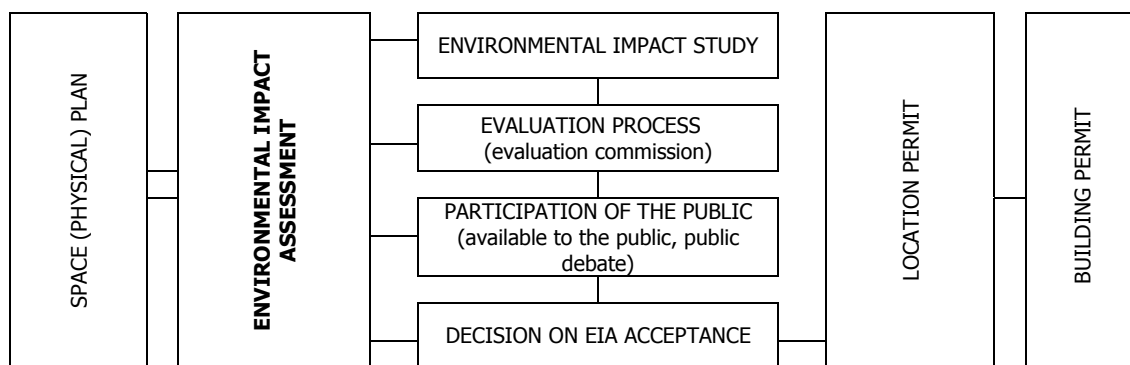 SPACE (PHYSICAL) PLAN
ENVIRONMENTAL IMPACT
ASSESSMENT
ENVIRONMENTAL IMPACT STUDY
EVALUATION PROCESS
(evaluation commission)
PARTICIPATION OF THE PUBLIC
(available to the public, public
debate)
DECISION ON EIA ACCEPTANCE
LOCATION PERMIT
BUILDING PERMIT